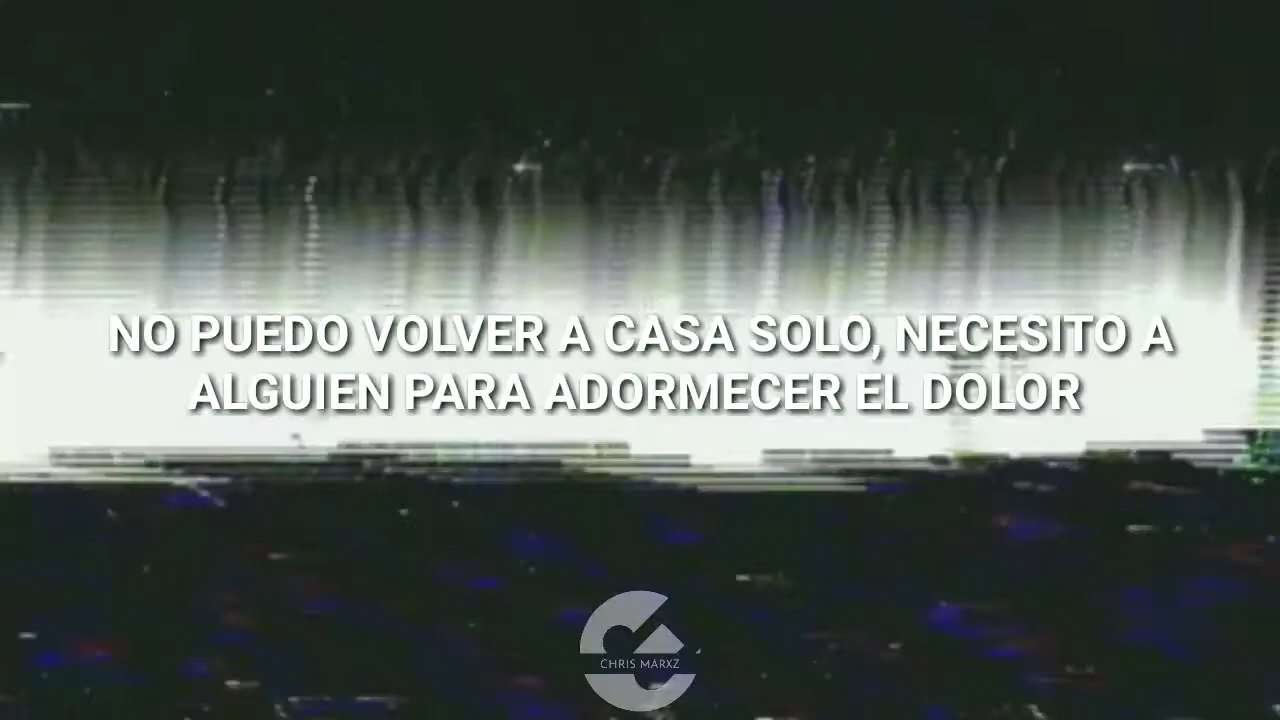 NO PUEDO VOLVER A CASA SOLO, NECESITO A
ALGUIEN PARA ADORMECER EL DOLOR
CHRIS MARXZ